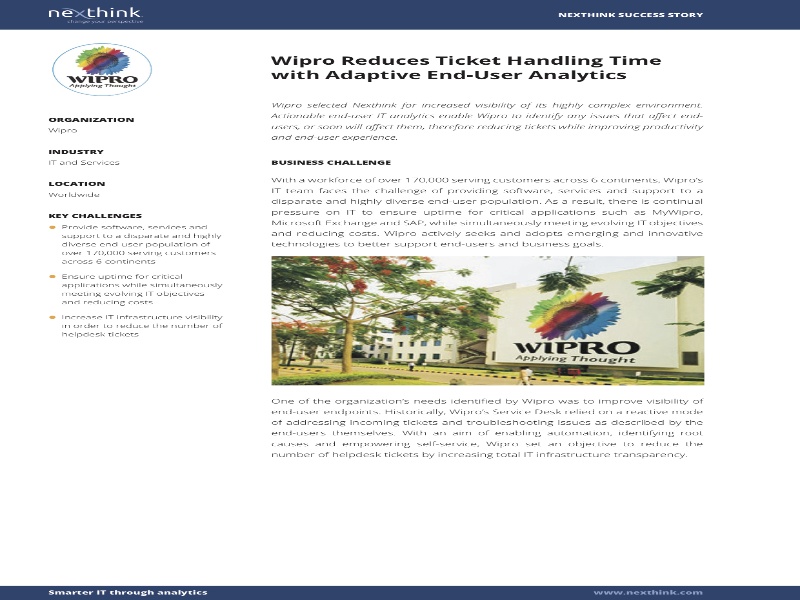 nexthink
change your perspective
NEXTHINK SUCCESS STORY
WIPRO
Applying Thought
ORGANIZATION
Wipro
INDUSTRY
IT and Services
LOCATION
Worldwide
KEY CHALLENGES
Provide software, services and
support to a disparate and highly
diverse end-user population of
over 170,000 serving customers
across 6 continents
Ensure uptime for critical
applications while simultaneously
meeting evolving IT objectives
and reducing costs
Increase IT infrastructure visibility
in order to reduce the number of
helpdesk tickets
Wipro Reduces Ticket Handling Time
with Adaptive End-User Analytics
Wipro selected Nexthink for increased visibility of its highly complex environment.
Actionable end-user IT analytics enable Wipro to identify any issues that affect end-
users, or soon will affect them, therefore reducing tickets while improving productivity
and end-user experience.
BUSINESS CHALLENGE
With a workforce of over 170,000 serving customers across 6 continents, Wipro's
IT team faces the challenge of providing software, services and support to a
disparate and highly diverse end-user population. As a result, there is continual
pressure on IT to ensure uptime for critical applications such as MyWipro,
Microsoft Exchange and SAP, while simultaneously meeting evolving IT objectives
and reducing costs. Wipro actively seeks and adopts emerging and innovative
technologies to better support end-users and business goals.
WIPRO
Applying Thought
One of the organization's needs identified by Wipro was to improve visibility of
end-user endpoints. Historically, Wipro's Service Desk relied on a reactive mode
of addressing incoming tickets and troubleshooting issues as described by the
end-users themselves. With an aim of enabling automation, identifying root
causes and empowering self-service, Wipro set an objective to reduce the
number of helpdesk tickets by increasing total IT infrastructure transparency.
Smarter IT through analytics
www.nexthink.com